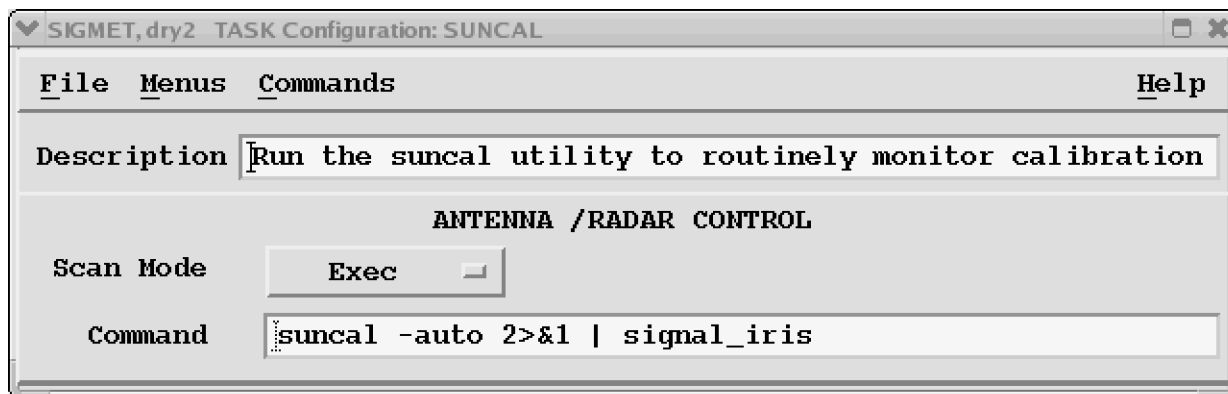 SIGMET, dry2 TASK Configuration: SUNCAL
File Menus Commands Help
Description Run the suncal utility to routinely monitor calibration
ANTENNA /RADAR CONTROL
Scan Mode Exec
Command suncal -auto 2>&1 | signal_iris